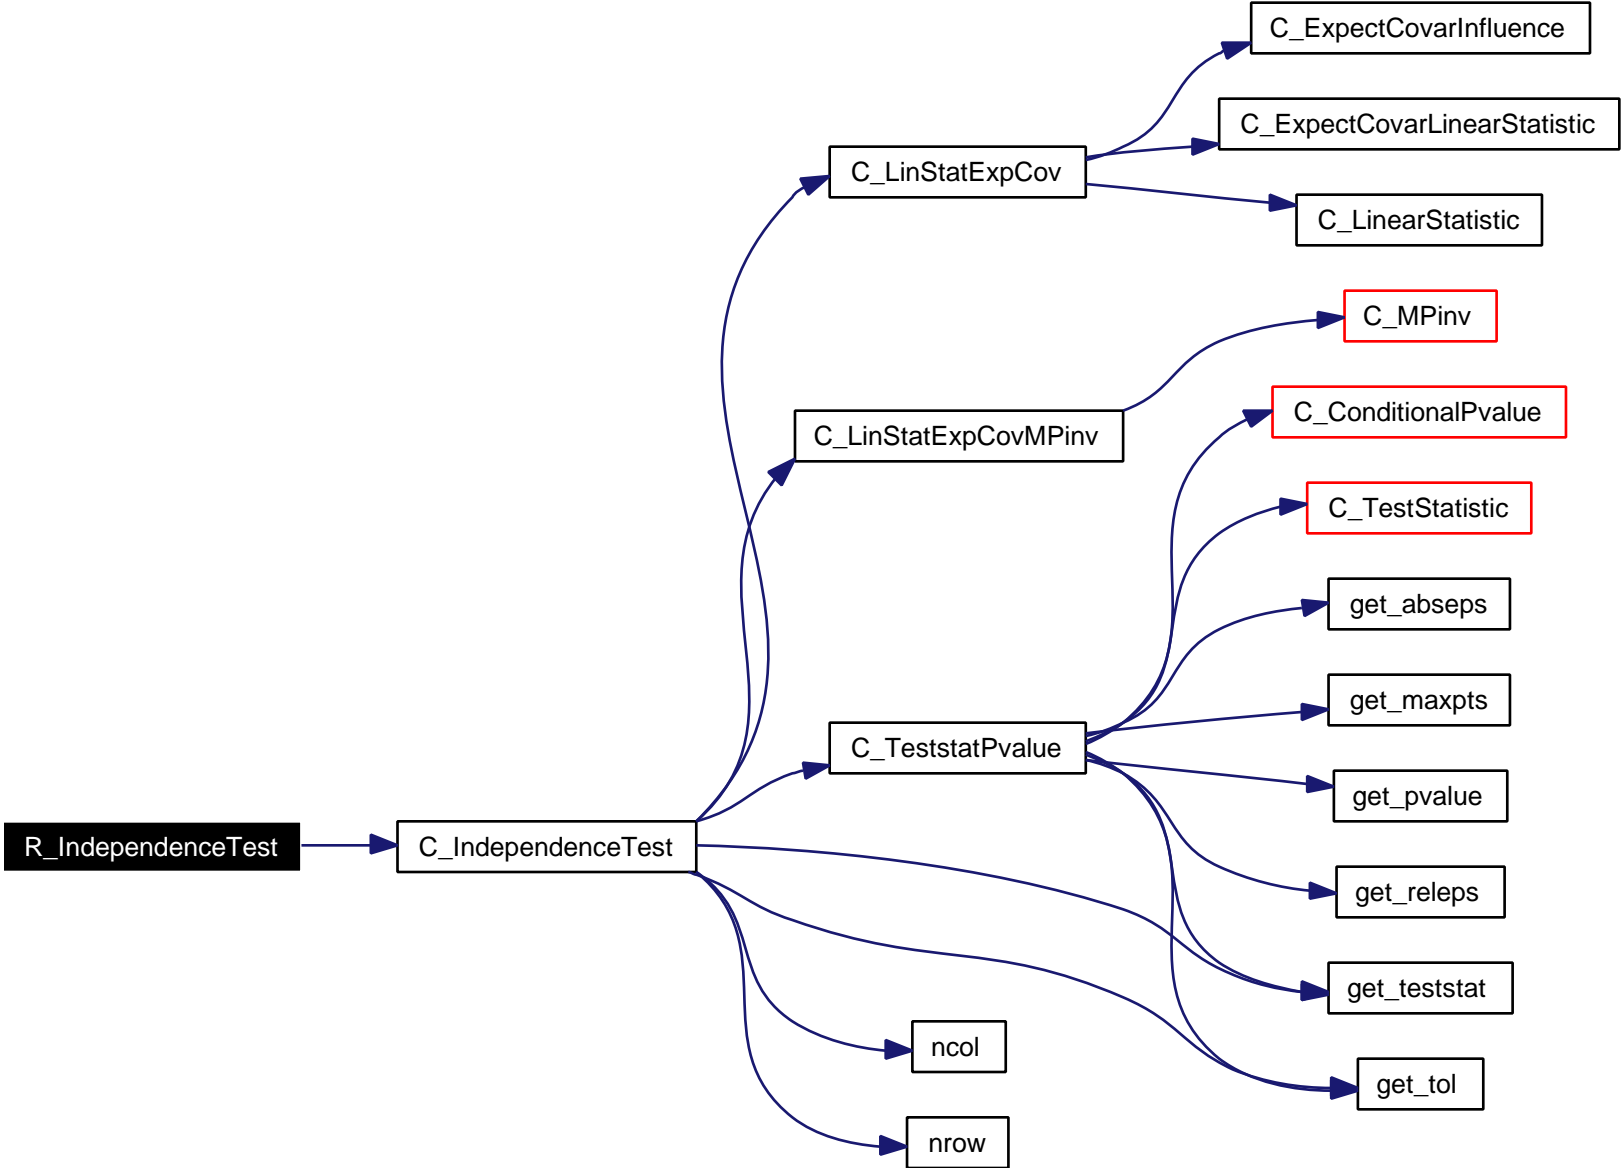 C_ExpectCovarInfluence
C_ExpectCovarLinearStatistic
C_LinStatExpCov
C_LinearStatistic
C_MPinv
C_ConditionalPvalue
C_LinStatExpCovMPinv
C_TestStatistic
get_abseps
get_maxpts
C_TeststatPvalue
get_pvalue
R_IndependenceTest
C_IndependenceTest
get_releps
get_teststat
ncol
get_tol
nrow